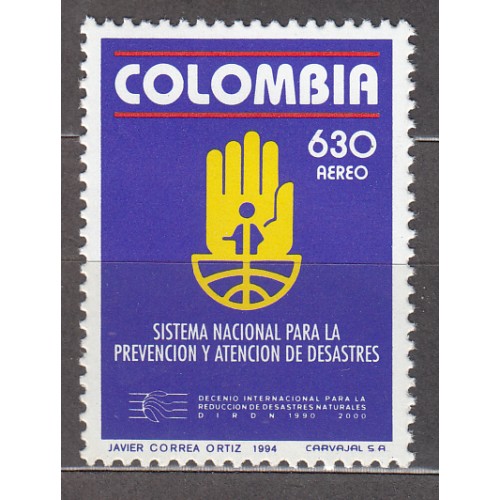 COLOMBIA
630
AEREO
SISTEMA NACIONAL PARA LA
PREVENCION Y ATENCION DE DESASTRES
DECENIO INTERNACIONAL PARA LA
REDUCCION DE DESASTRES NATURALES
DIRDN 1990 2000
JAVIER CORREA ORTIZ 1994 CARVAJAL S.A.